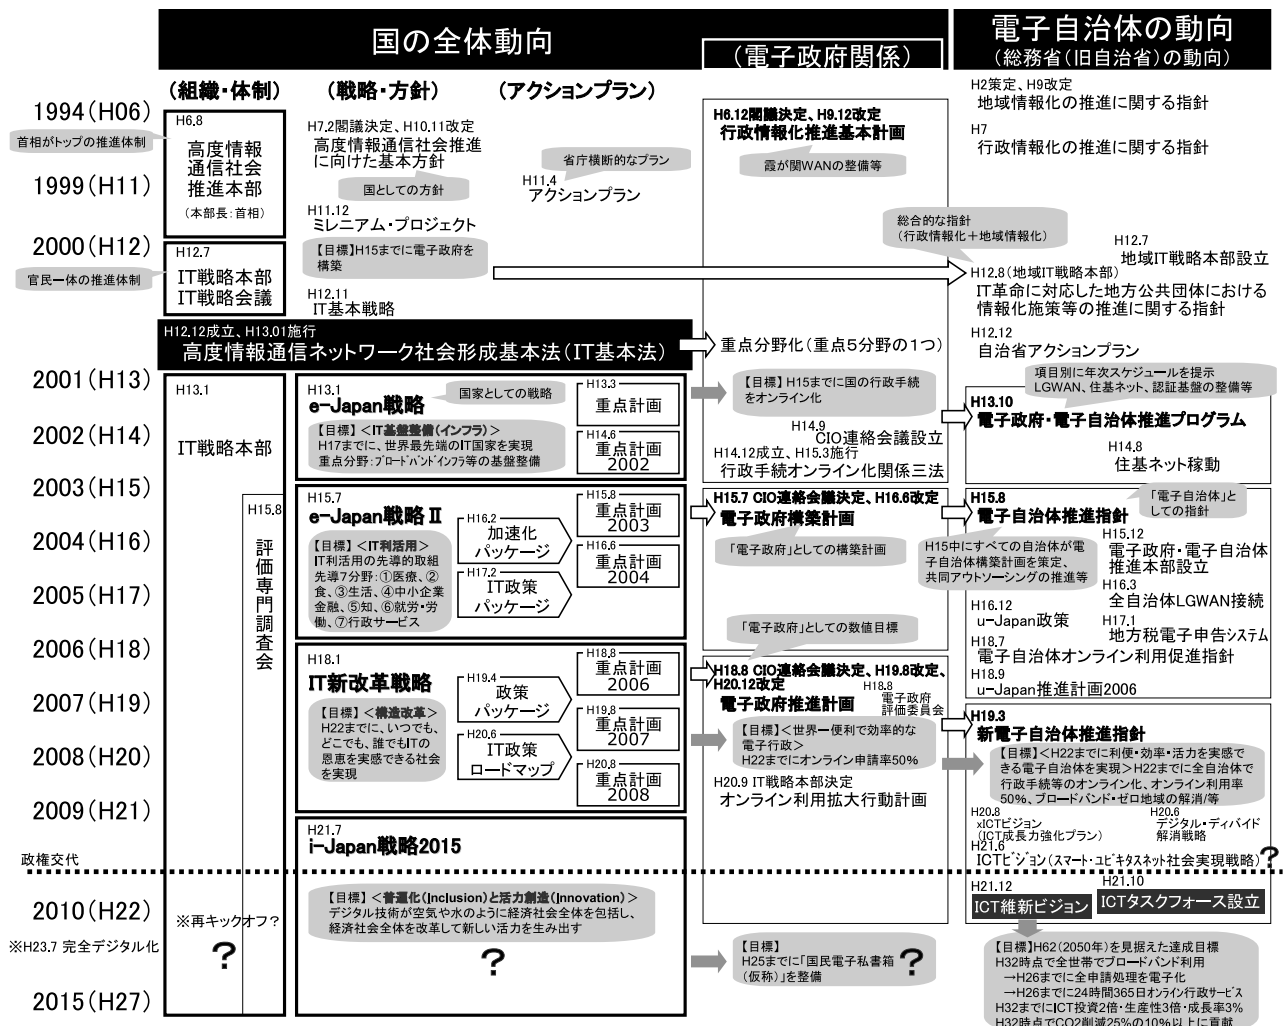 国の全体動向
(電子政府関係)
電子自治体の動向
(総務省(旧自治省)の動向)
(組織・体制)
(戦略・方針)
(アクションプラン)
1994(H06)
1999(H11)
2000(H12)
2001(H13)
2002(H14)
2003(H15)
2004(H16)
2005(H17)
2006(H18)
2007(H19)
2008(H20)
2009(H21)
政権交代
2010(H22)
※H23.7 完全デジタル化
2015(H27)
首相がトップの推進体制
官民一体の推進体制
H6.8
高度情報
通信社会
推進本部
(本部長:首相)
H12.7
IT戦略本部
IT戦略会議
H7.2閣議決定、H10.11改定
高度情報通信社会推進
に向けた基本方針
国としての方針
H11.12
ミレニアム・プロジェクト
【目標】H15までに電子政府を
構築
H12.11
IT基本戦略
省庁横断的なプラン
H11.4
アクションプラン
H12.12成立、H13.01施行
高度情報通信ネットワーク社会形成基本法(IT基本法)
H13.1
IT戦略本部
H15.8
評価専門調査会
※再キックオフ?
?
H13.1
e-Japan戦略
国家としての戦略
【目標】<IT基盤整備(インフラ)>
H17までに、世界最先端のIT国家を実現
重点分野:ブロードバンドインフラ等の基盤整備
H13.3
重点計画
H14.6
重点計画
2002
H15.7
e-Japan戦略Ⅱ
【目標】<IT利活用>
IT利活用の先導的取組
先導7分野:①医療、②
食、③生活、④中小企業
金融、⑤知、⑥就労・労
働、⑦行政サービス
H16.2
加速化
パッケージ
H17.2
IT政策
パッケージ
H15.8
重点計画
2003
H16.6
重点計画
2004
H18.1
IT新改革戦略
【目標】<構造改革>
H22までに、いつでも、
どこでも、誰でもITの
恩恵を実感できる社会
を実現
H19.4
政策
パッケージ
H20.6
IT政策
ロードマップ
H18.8
重点計画
2006
H19.8
重点計画
2007
H20.8
重点計画
2008
H21.7
i-Japan戦略2015
【目標】<普遍化(Inclusion)と活力創造(Innovation)>
デジタル技術が空気や水のように経済社会全体を包括し、
経済社会全体を改革して新しい活力を生み出す
?
H6.12閣議決定、H9.12改定
行政情報化推進基本計画
霞が関WANの整備等
重点分野化(重点5分野の1つ)
【目標】H15までに国の行政手続
をオンライン化
H14.9
CIO連絡会議設立
H14.12成立、H15.3施行
行政手続オンライン化関係三法
H15.7 CIO連絡会議決定、H16.6改定
電子政府構築計画
「電子政府」としての構築計画
「電子政府」としての数値目標
H18.8 CIO連絡会議決定、H19.8改定、
H20.12改定
電子政府推進計画
H18.8
電子政府
評価委員会
【目標】<世界一便利で効率的な
電子行政>
H22までにオンライン申請率50%
H20.9 IT戦略本部決定
オンライン利用拡大行動計画
【目標】
H25までに「国民電子私書箱
(仮称)」を整備
?
H2策定、H9改定
地域情報化の推進に関する指針
H7
行政情報化の推進に関する指針
総合的な指針
(行政情報化+地域情報化)
H12.7
地域IT戦略本部設立
H12.8(地域IT戦略本部)
IT革命に対応した地方公共団体における
情報化施策等の推進に関する指針
H12.12
自治省アクションプラン
項目別に年次スケジュールを提示
LGWAN、住基ネット、認証基盤の整備等
H13.10
電子政府・電子自治体推進プログラム
H14.8
住基ネット稼動
「電子自治体」と
しての指針
H15.8
電子自治体推進指針
H15中にすべての自治体が電
子自治体構築計画を策定、
共同アウトソーシングの推進等
H15.12
電子政府・電子自治体
推進本部設立
H16.3
全自治体LGWAN接続
H16.12
u-Japan政策
H17.1
地方税電子申告システム
H18.7
電子自治体オンライン利用促進指針
H18.9
u-Japan推進計画2006
H19.3
新電子自治体推進指針
【目標】<H22までに利便・効率・活力を実感で
きる電子自治体を実現>H22までに全自治体で
行政手続等のオンライン化、オンライン利用率
50%、ブロードバンド・ゼロ地域の解消/等
H20.8
xICTビジョン
(ICT成長力強化プラン)
H20.6
デジタル・ディバイド
解消戦略
H21.6
ICTビジョン(スマート・ユビキタスネット社会実現戦略)
?
H21.12
ICT維新ビジョン
H21.10
ICTタスクフォース設立
【目標】H62(2050年)を見据えた達成目標
H32時点で全世帯でブロードバンド利用
→H26までに全申請処理を電子化
→H26までに24時間365日オンライン行政サービス
H32までにICT投資2倍・生産性3倍・成長率3%
H32時点でCO2削減25%の10%以上に貢献